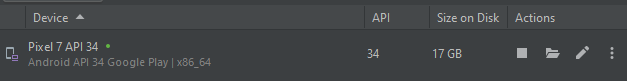 Device API Size on Disk Actions
Pixel 7 API 34 34 17 GB
Android API 34 Google Play | x86_64